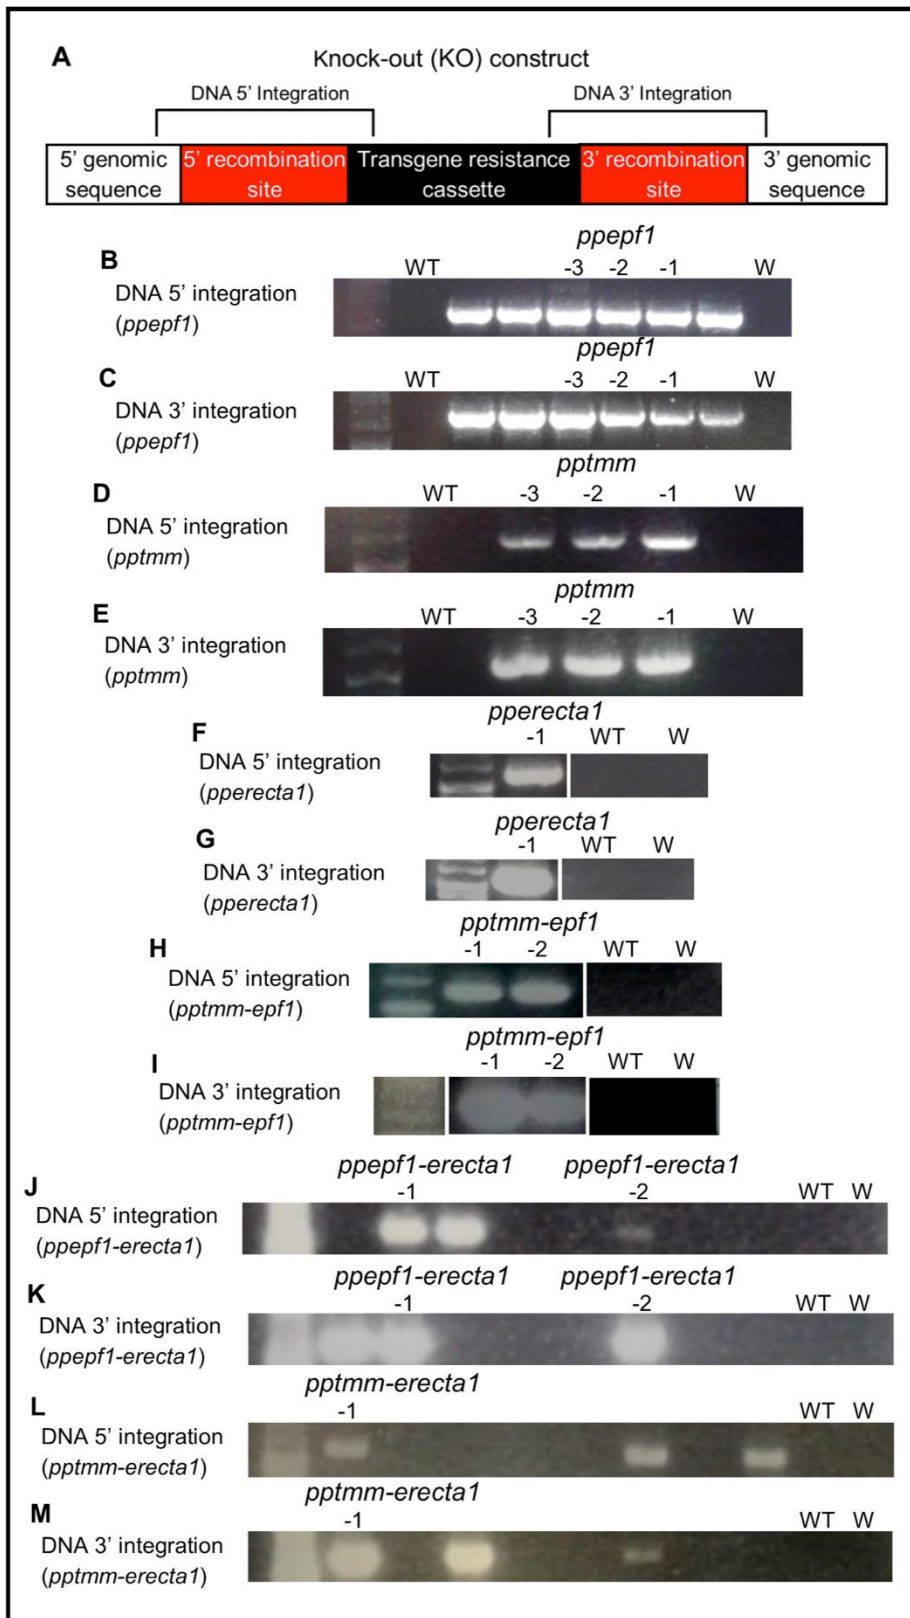 A
Knock-out (KO) construct
DNA 5’ Integration
DNA 3’ Integration
5’ genomic sequence
5’ recombination site
Transgene resistance cassette
3’ recombination site
3’ genomic sequence
ppepf1
B
WT -3 -2 -1 W
DNA 5’ integration
(ppepf1)
ppepf1
C
WT -3 -2 -1 W
DNA 3’ integration
(ppepf1)
pptmm
D
WT -3 -2 -1 W
DNA 5’ integration
(pptmm)
pptmm
E
WT -3 -2 -1 W
DNA 3’ integration
(pptmm)
pperecta1
F
-1 WT W
DNA 5’ integration
(pperecta1)
pperecta1
G
-1 WT W
DNA 3’ integration
(pperecta1)
pptmm-epf1
H
-1 -2 WT W
DNA 5’ integration
(pptmm-epf1)
pptmm-epf1
I
-1 -2 WT W
DNA 3’ integration
(pptmm-epf1)
ppepf1-erecta1 ppepf1-erecta1
J
-1 -2 WT W
DNA 5’ integration
(ppepf1-erecta1)
ppepf1-erecta1 ppepf1-erecta1
K
-1 -2 WT W
DNA 3’ integration
(ppepf1-erecta1)
pptmm-erecta1
L
-1 WT W
DNA 5’ integration
(pptmm-erecta1)
pptmm-erecta1
M
-1 WT W
DNA 3’ integration
(pptmm-erecta1)